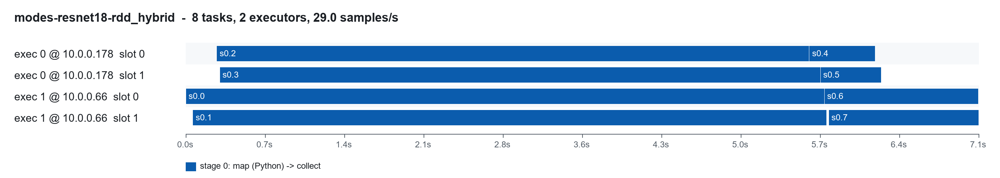 modes-resnet18-rdd_hybrid - 8 tasks, 2 executors, 29.0 samples/s
exec 0 @ 10.0.0.178 slot 0
s0.2
s0.4
exec 0 @ 10.0.0.178 slot 1
s0.3
s0.5
exec 1 @ 10.0.0.66 slot 0
s0.0
s0.6
exec 1 @ 10.0.0.66 slot 1
s0.1
s0.7
0.0s 0.7s 1.4s 2.1s 2.8s 3.6s 4.3s 5.0s 5.7s 6.4s 7.1s
stage 0: map (Python) -> collect